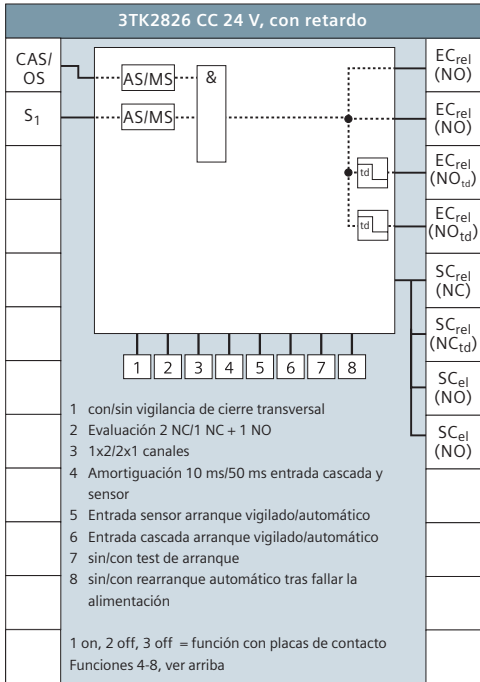 3TK2826 CC 24 V, con retardo
CAS/
OS
S1
AS/MS
AS/MS
&
td
td
ECrel
(NO)
ECrel
(NO)
ECrel
(NOtd)
ECrel
(NOtd)
SCrel
(NC)
SCrel
(NCtd)
SCel
(NO)
SCel
(NO)
1 2 3 4 5 6 7 8
1 con/sin vigilancia de cierre transversal
2 Evaluación 2 NC/1 NC + 1 NO
3 1x2/2x1 canales
4 Amortiguación 10 ms/50 ms entrada cascada y
sensor
5 Entrada sensor arranque vigilado/automático
6 Entrada cascada arranque vigilado/automático
7 sin/con test de arranque
8 sin/con rearranque automático tras fallar la
alimentación
1 on, 2 off, 3 off = función con placas de contacto
Funciones 4-8, ver arriba